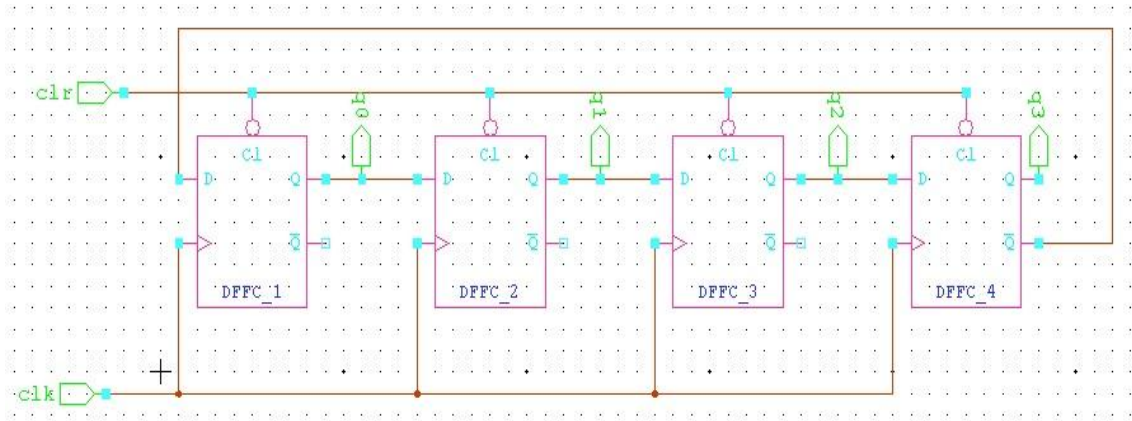 clr
q0
q1
q2
q3
Cl
Cl
Cl
Cl
D
Q
D
Q
D
Q
D
Q
Q̅
Q̅
Q̅
Q̅
DFFC_1
DFFC_2
DFFC_3
DFFC_4
clk